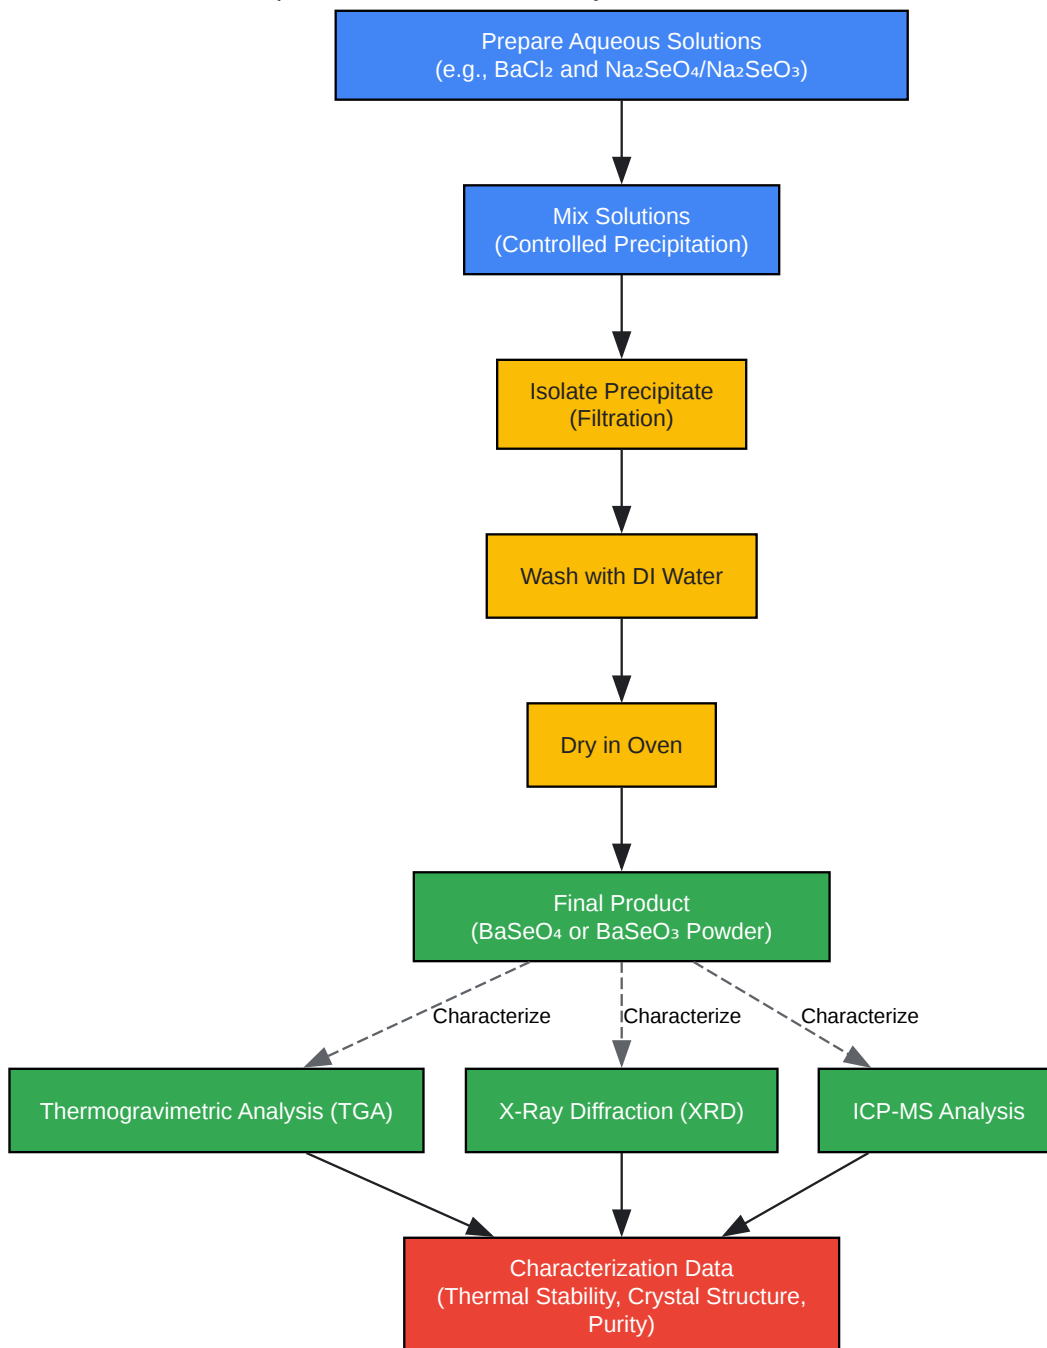 Prepare Aqueous Solutions
(e.g., BaCl₂ and Na₂SeO₄/Na₂SeO₃)
Mix Solutions
(Controlled Precipitation)
Isolate Precipitate
(Filtration)
Wash with DI Water
Dry in Oven
Final Product
(BaSeO₄ or BaSeO₃ Powder)
Characterize
Characterize
Characterize
Thermogravimetric Analysis (TGA)
X-Ray Diffraction (XRD)
ICP-MS Analysis
Characterization Data
(Thermal Stability, Crystal Structure,
Purity)